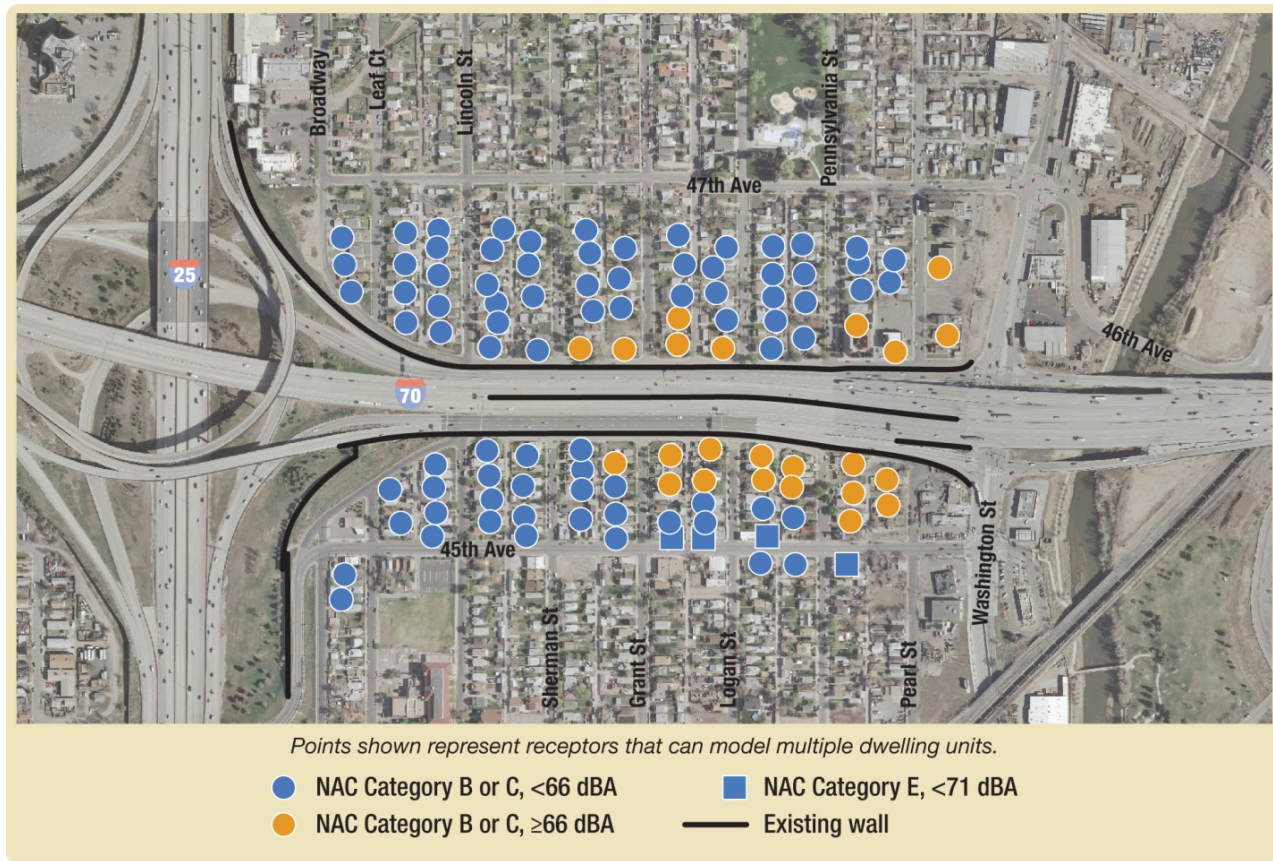 Broadway
Leaf Ct
Lincoln St
Pennsylvania St
47th Ave
25
46th Ave
70
45th Ave
Washington St
Sherman St
Grant St
Logan St
Pearl St
Points shown represent receptors that can model multiple dwelling units.
NAC Category B or C, <66 dBA
NAC Category E, <71 dBA
NAC Category B or C, ≥66 dBA
Existing wall